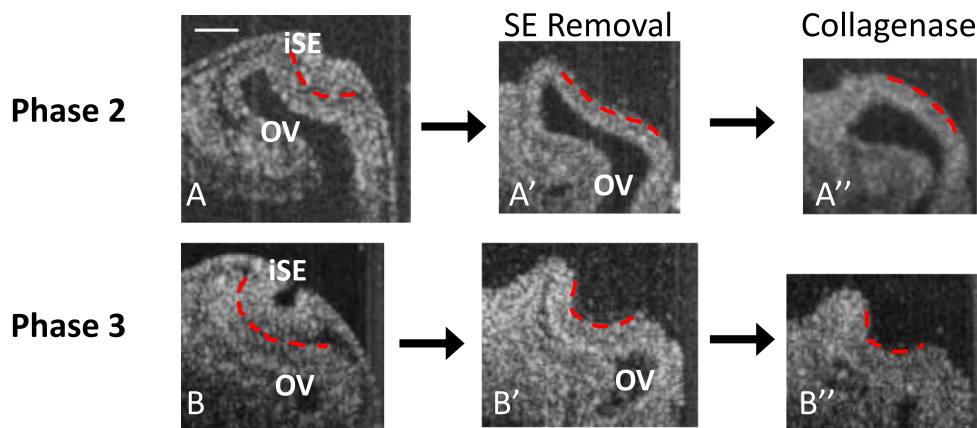 SE Removal
Collagenase
Phase 2
iSE
OV
A
OV
A’
A’’
Phase 3
iSE
OV
B
OV
B’
B’’